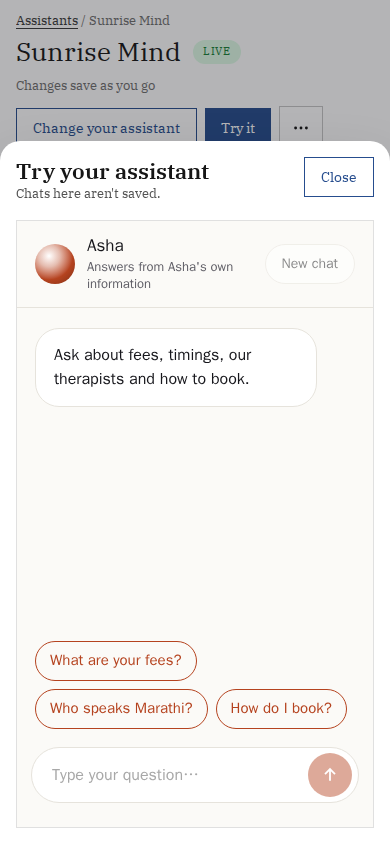 Assistants / Sunrise Mind
Sunrise Mind LIVE
Changes save as you go
Change your assistant Try it ...
Try your assistant Close
Chats here aren't saved.
Asha
Answers from Asha's own
information
New chat
Ask about fees, timings, our
therapists and how to book.
What are your fees?
Who speaks Marathi? How do I book?
Type your question···